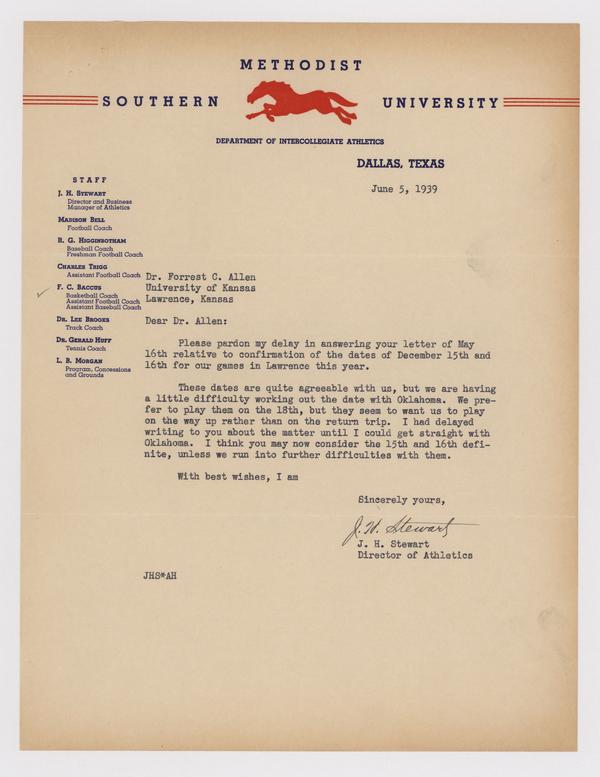 METHODIST
SOUTHERN UNIVERSITY
DEPARTMENT OF INTERCOLLEGIATE ATHLETICS
DALLAS, TEXAS
June 5, 1939
STAFF
J. H. STEWART
Director and Business
Manager of Athletics
MADISON BELL
Football Coach
R. G. HIGGINBOTHAM
Baseball Coach
Freshman Football Coach
CHARLES TRIGG
Assistant Football Coach
F. C. BACCUS
Basketball Coach
Assistant Football Coach
Assistant Baseball Coach
DR. LEE BROOKS
Track Coach
DR. GERALD HUFF
Tennis Coach
L. B. MORGAN
Program, Concessions
and Grounds
Dr. Forrest C. Allen
University of Kansas
Lawrence, Kansas
Dear Dr. Allen:
Please pardon my delay in answering your letter of May
16th relative to confirmation of the dates of December 15th and
16th for our games in Lawrence this year.
These dates are quite agreeable with us, but we are having
a little difficulty working out the date with Oklahoma. We pre-
fer to play them on the 18th, but they seem to want us to play
on the way up rather than on the return trip. I had delayed
writing to you about the matter until I could get straight with
Oklahoma. I think you may now consider the 15th and 16th defi-
nite, unless we run into further difficulties with them.
With best wishes, I am
Sincerely yours,
J. H. Stewart
J. H. Stewart
Director of Athletics
JHS*AH